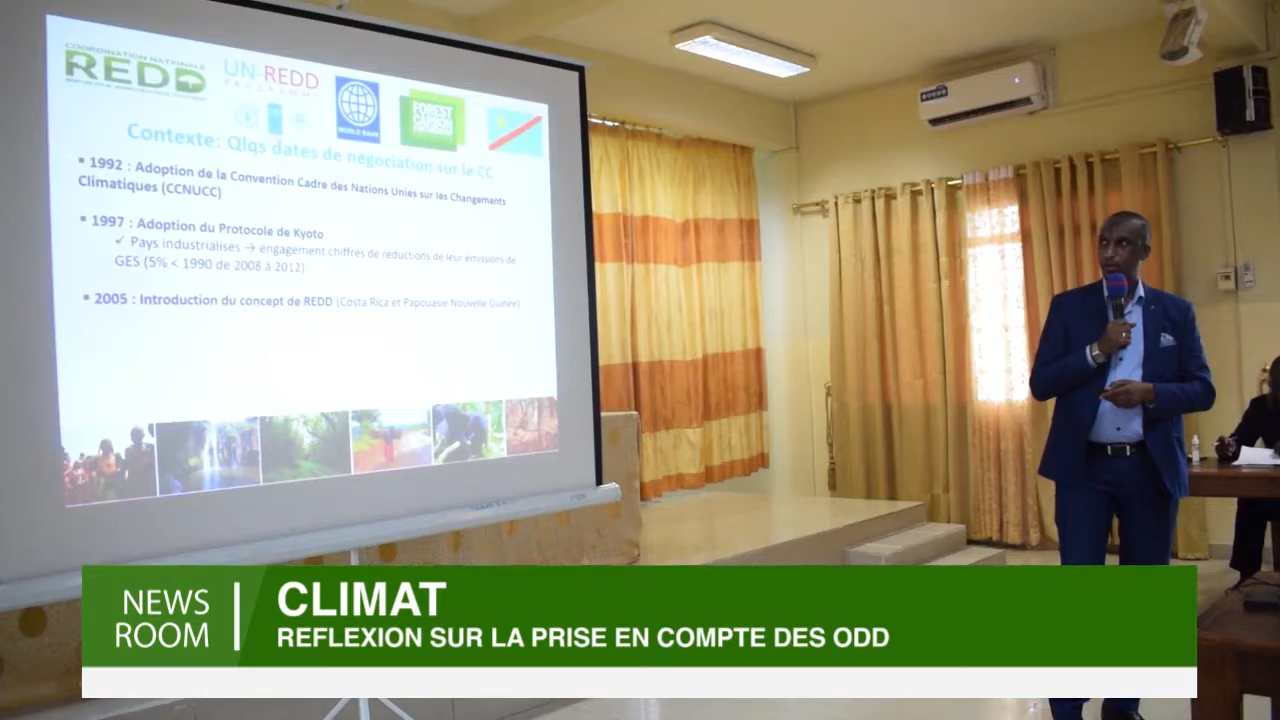 COORDINATION NATIONALE
REDD
UN-REDD
PROGRAMME
WORLD BANK
FOREST
CARBON
PARTNERSHIP
Contexte: Qlqs dates de négociation sur le CC
▪ 1992 : Adoption de la Convention Cadre des Nations Unies sur les Changements
Climatiques (CCNUCC)
▪ 1997 : Adoption du Protocole de Kyoto
✓ Pays industrialisés → engagement chiffres de réductions de leur émissions de
GES (5% < 1990 de 2008 à 2012)
▪ 2005 : Introduction du concept de REDD (Costa Rica et Papouasie Nouvelle Guinée)
NEWS
ROOM
CLIMAT
REFLEXION SUR LA PRISE EN COMPTE DES ODD